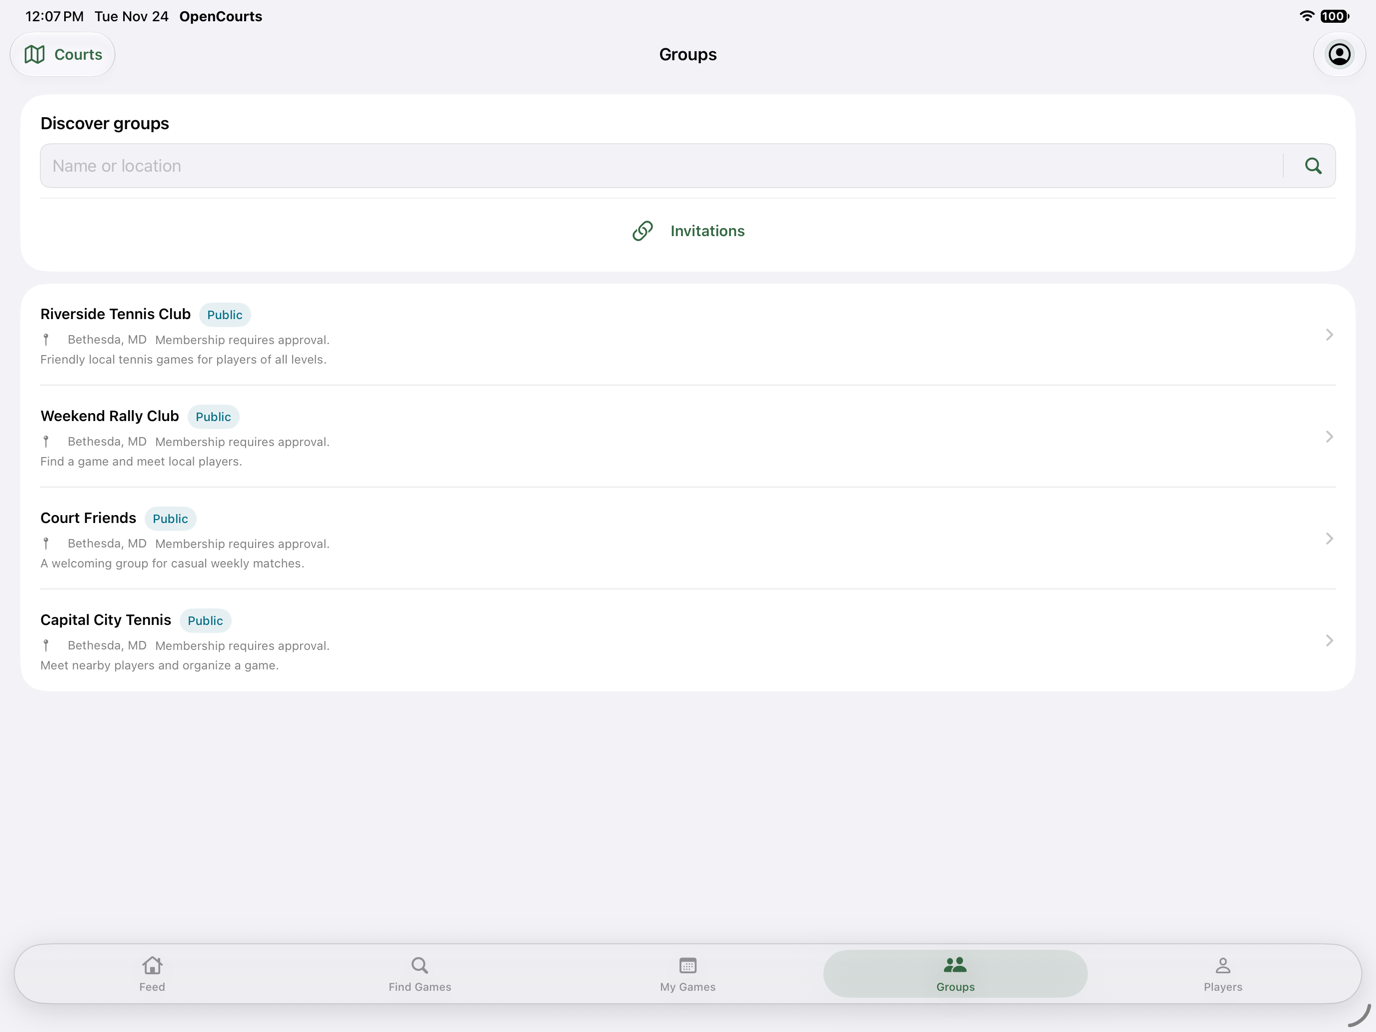 12:07 PM Tue Nov 24 OpenCourts
100
Courts
Groups
Discover groups
Name or location
Invitations
Riverside Tennis Club Public
Bethesda, MD Membership requires approval.
Friendly local tennis games for players of all levels.
Weekend Rally Club Public
Bethesda, MD Membership requires approval.
Find a game and meet local players.
Court Friends Public
Bethesda, MD Membership requires approval.
A welcoming group for casual weekly matches.
Capital City Tennis Public
Bethesda, MD Membership requires approval.
Meet nearby players and organize a game.
Feed
Find Games
My Games
Groups
Players